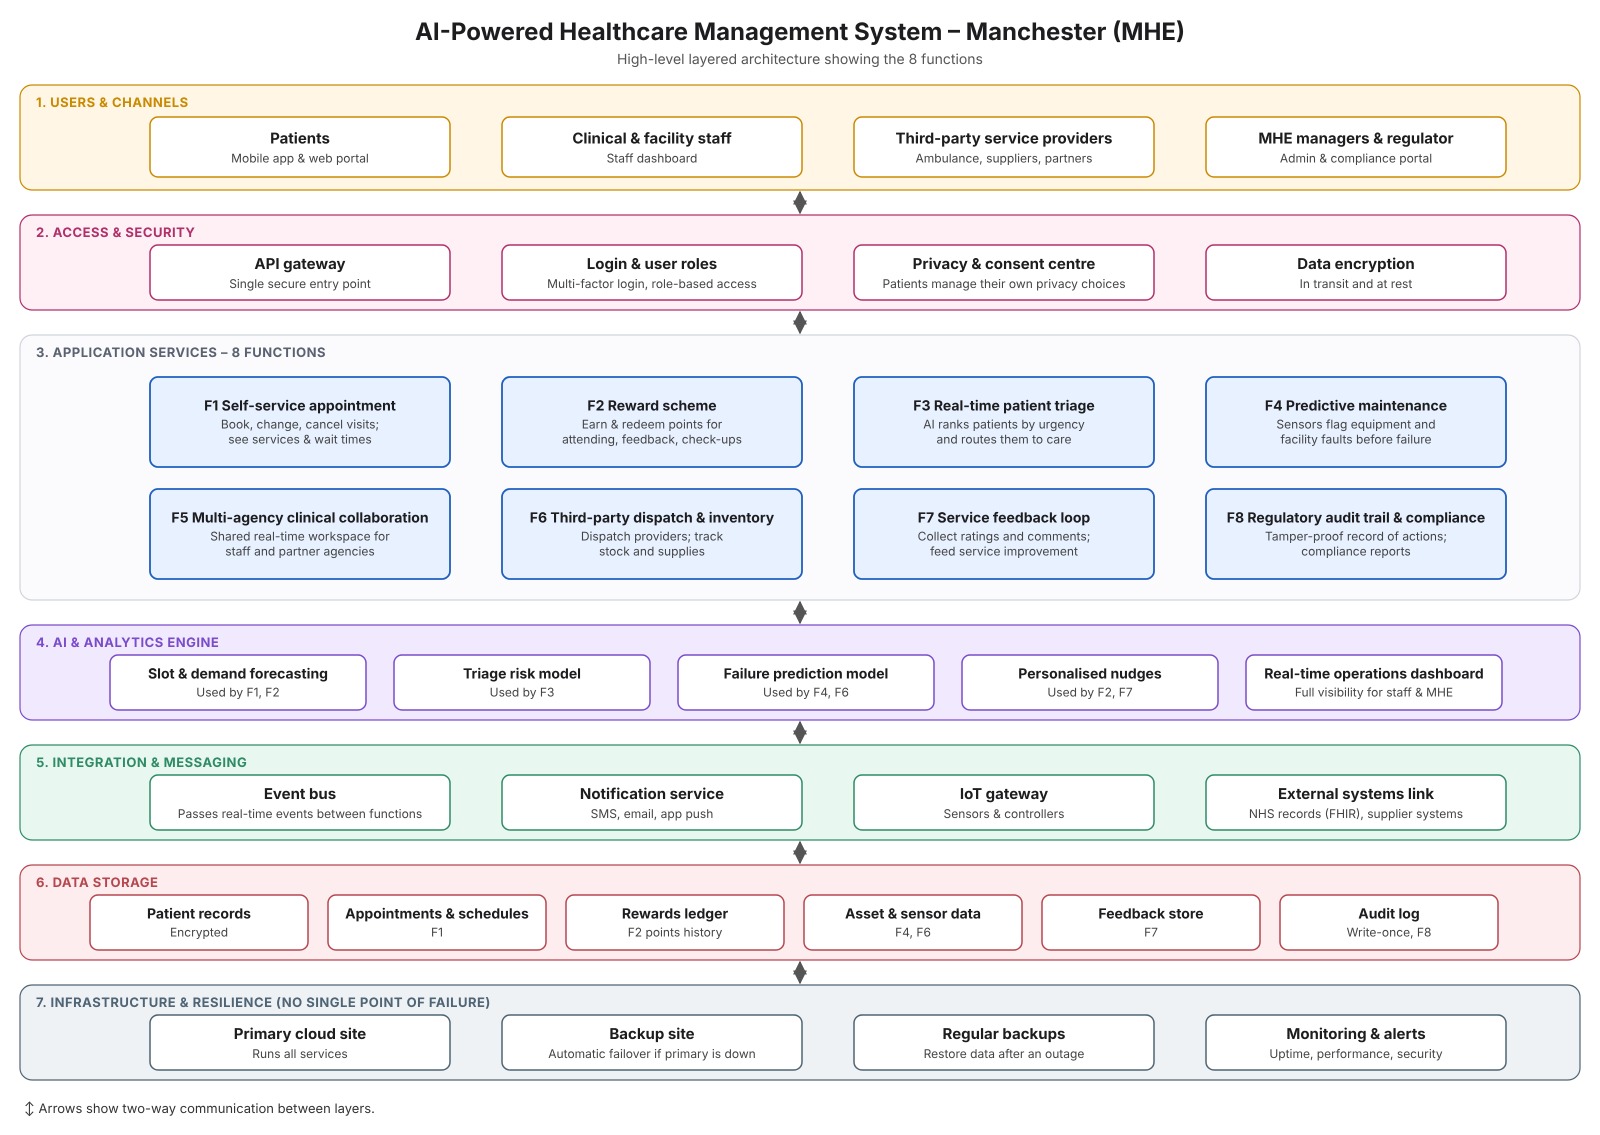 AI-Powered Healthcare Management System – Manchester (MHE)
High-level layered architecture showing the 8 functions
1. USERS & CHANNELS
Patients
Mobile app & web portal
Clinical & facility staff
Staff dashboard
Third-party service providers
Ambulance, suppliers, partners
MHE managers & regulator
Admin & compliance portal
2. ACCESS & SECURITY
API gateway
Single secure entry point
Login & user roles
Multi-factor login, role-based access
Privacy & consent centre
Patients manage their own privacy choices
Data encryption
In transit and at rest
3. APPLICATION SERVICES – 8 FUNCTIONS
F1 Self-service appointment
Book, change, cancel visits;
see services & wait times
F2 Reward scheme
Earn & redeem points for
attending, feedback, check-ups
F3 Real-time patient triage
AI ranks patients by urgency
and routes them to care
F4 Predictive maintenance
Sensors flag equipment and
facility faults before failure
F5 Multi-agency clinical collaboration
Shared real-time workspace for
staff and partner agencies
F6 Third-party dispatch & inventory
Dispatch providers; track
stock and supplies
F7 Service feedback loop
Collect ratings and comments;
feed service improvement
F8 Regulatory audit trail & compliance
Tamper-proof record of actions;
compliance reports
4. AI & ANALYTICS ENGINE
Slot & demand forecasting
Used by F1, F2
Triage risk model
Used by F3
Failure prediction model
Used by F4, F6
Personalised nudges
Used by F2, F7
Real-time operations dashboard
Full visibility for staff & MHE
5. INTEGRATION & MESSAGING
Event bus
Passes real-time events between functions
Notification service
SMS, email, app push
IoT gateway
Sensors & controllers
External systems link
NHS records (FHIR), supplier systems
6. DATA STORAGE
Patient records
Encrypted
Appointments & schedules
F1
Rewards ledger
F2 points history
Asset & sensor data
F4, F6
Feedback store
F7
Audit log
Write-once, F8
7. INFRASTRUCTURE & RESILIENCE (NO SINGLE POINT OF FAILURE)
Primary cloud site
Runs all services
Backup site
Automatic failover if primary is down
Regular backups
Restore data after an outage
Monitoring & alerts
Uptime, performance, security
↕ Arrows show two-way communication between layers.